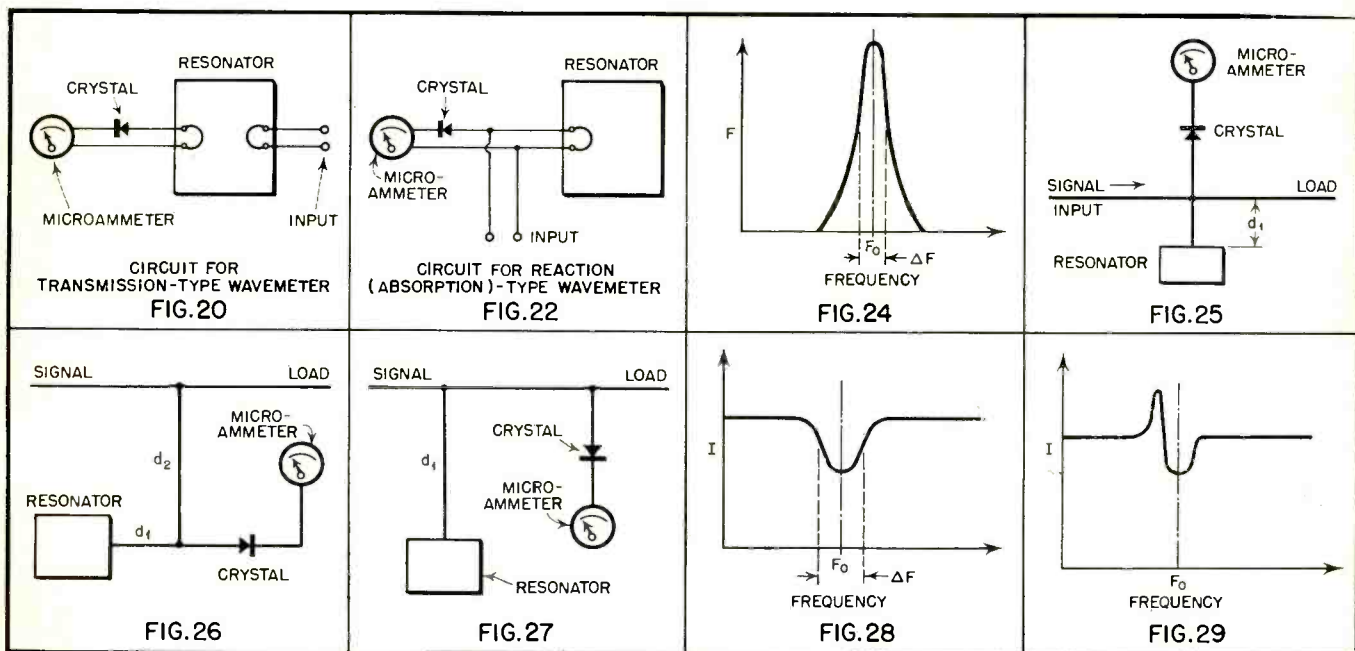 RESONATOR
CRYSTAL
MICROAMMETER
INPUT
CIRCUIT FOR
TRANSMISSION-TYPE WAVEMETER
FIG.20
RESONATOR
CRYSTAL
MICRO-
AMMETER
INPUT
CIRCUIT FOR REACTION
(ABSORPTION)-TYPE WAVEMETER
FIG.22
F
F₀
ΔF
FREQUENCY
FIG.24
MICRO-
AMMETER
CRYSTAL
SIGNAL
INPUT
LOAD
d₁
RESONATOR
FIG.25
SIGNAL
LOAD
MICRO-
AMMETER
d₂
RESONATOR
d₁
CRYSTAL
FIG.26
SIGNAL
LOAD
CRYSTAL
d₁
MICRO-
AMMETER
RESONATOR
FIG.27
I
F₀
ΔF
FREQUENCY
FIG.28
I
F₀
FREQUENCY
FIG.29